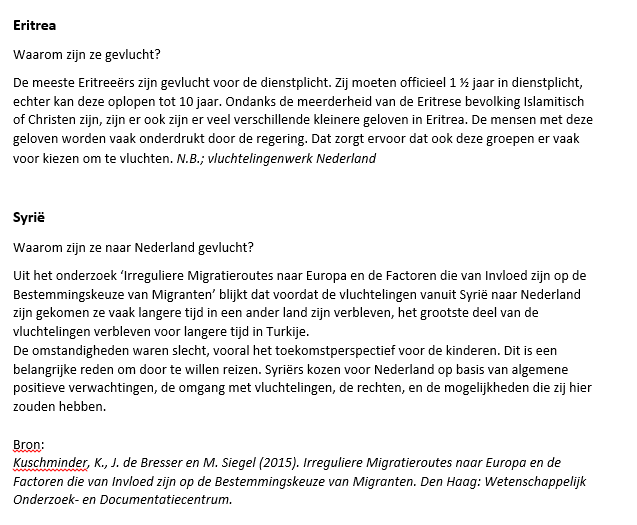 Eritrea
Waarom zijn ze gevlucht?
De meeste Eritreeërs zijn gevlucht voor de dienstplicht. Zij moeten officieel 1 ½ jaar in dienstplicht,
echter kan deze oplopen tot 10 jaar. Ondanks de meerderheid van de Eritrese bevolking Islamitisch
of Christen zijn, zijn er ook zijn er veel verschillende kleinere geloven in Eritrea. De mensen met deze
geloven worden vaak onderdrukt door de regering. Dat zorgt ervoor dat ook deze groepen er vaak
voor kiezen om te vluchten. N.B.; vluchtelingenwerk Nederland
Syrië
Waarom zijn ze naar Nederland gevlucht?
Uit het onderzoek ‘Irreguliere Migratieroutes naar Europa en de Factoren die van Invloed zijn op de
Bestemmingskeuze van Migranten’ blijkt dat voordat de vluchtelingen vanuit Syrië naar Nederland
zijn gekomen ze vaak langere tijd in een ander land zijn verbleven, het grootste deel van de
vluchtelingen verbleven voor langere tijd in Turkije.
De omstandigheden waren slecht, vooral het toekomstperspectief voor de kinderen. Dit is een
belangrijke reden om door te willen reizen. Syriërs kozen voor Nederland op basis van algemene
positieve verwachtingen, de omgang met vluchtelingen, de rechten, en de mogelijkheden die zij hier
zouden hebben.
Bron:
Kuschminder, K., J. de Bresser en M. Siegel (2015). Irreguliere Migratieroutes naar Europa en de
Factoren die van Invloed zijn op de Bestemmingskeuze van Migranten. Den Haag: Wetenschappelijk
Onderzoek- en Documentatiecentrum.